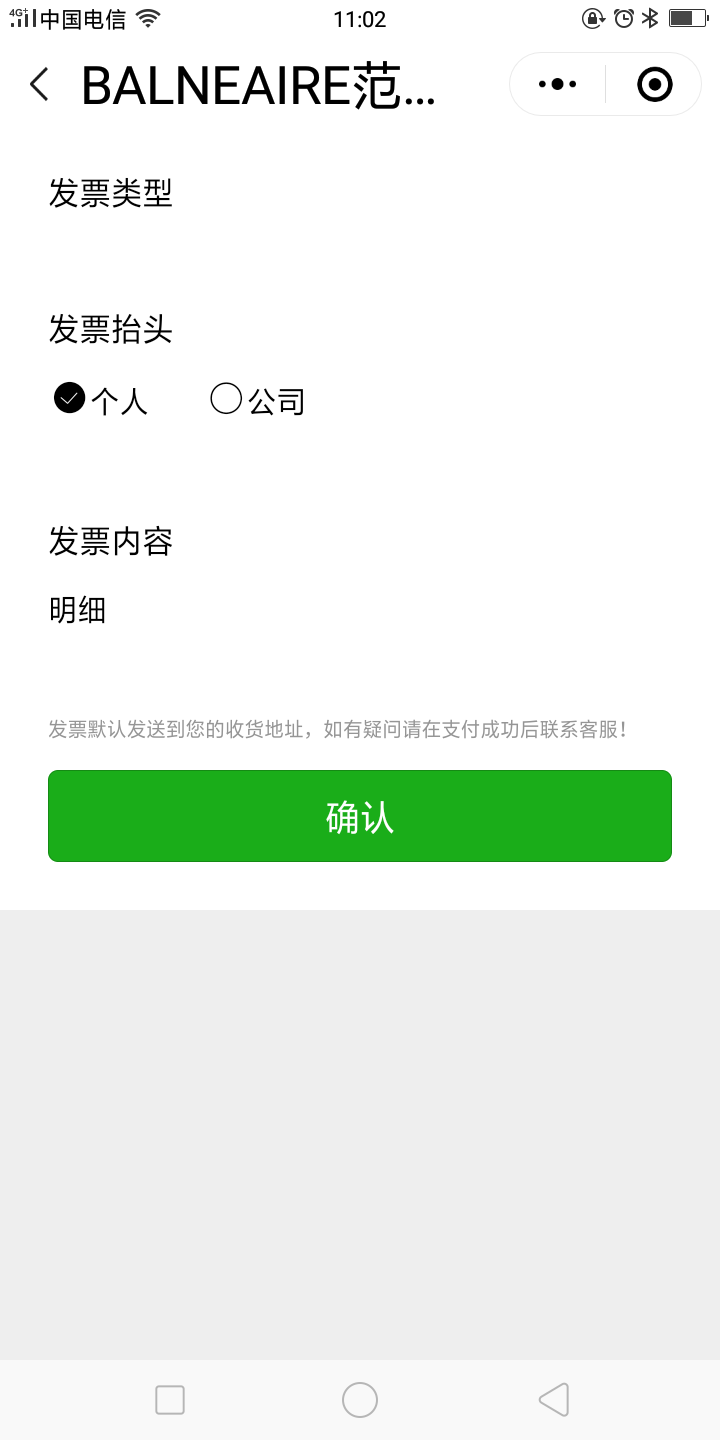 4G+ 中国电信 11:02
BALNEAIRE范...
发票类型
发票抬头
个人 公司
发票内容
明细
发票默认发送到您的收货地址，如有疑问请在支付成功后联系客服！
确认